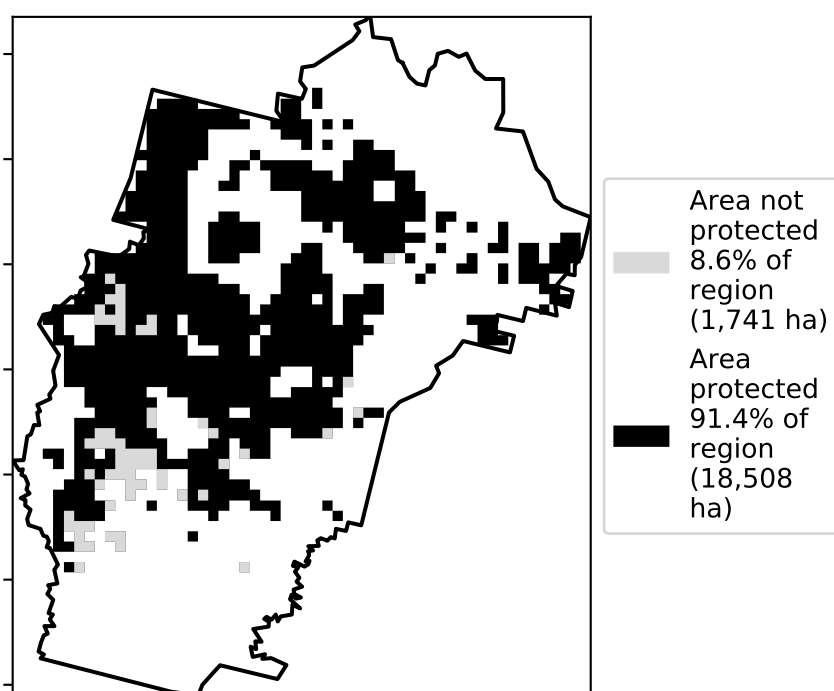 Area not
protected
8.6% of
region
(1,741 ha)
Area
protected
91.4% of
region
(18,508
ha)